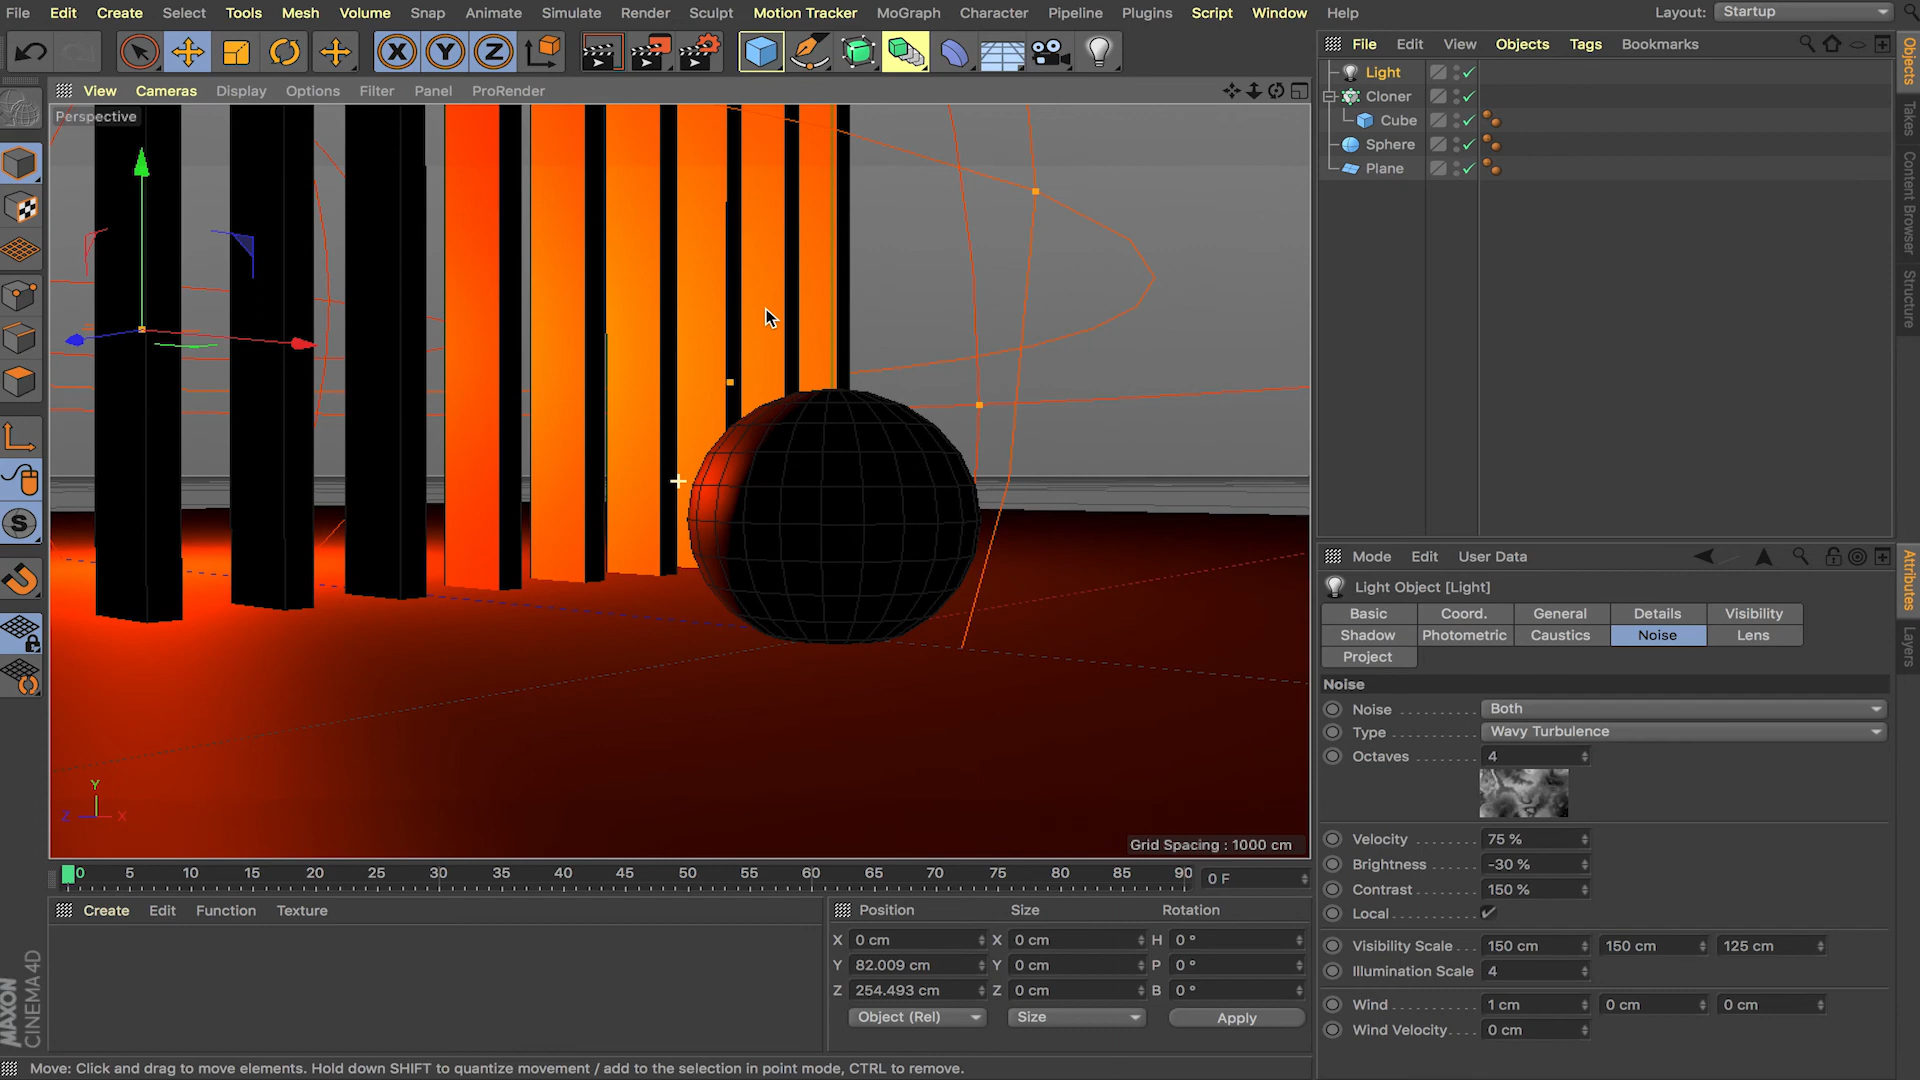 File Edit Create Select Tools Mesh Volume Snap Animate Simulate Render Sculpt Motion Tracker MoGraph Character Pipeline Plugins Script Window Help Layout: Startup
X Y Z
File Edit View Objects Tags Bookmarks
View Cameras Display Options Filter Panel ProRender
Perspective
Light
Cloner
Cube
Sphere
Plane
Objects
Takes
Content Browser
Structure
S
Y
Z X
Grid Spacing : 1000 cm
0 5 10 15 20 25 30 35 40 45 50 55 60 65 70 75 80 85 90 0 F
Create Edit Function Texture
Position Size Rotation
X 0 cm X 0 cm H 0 °
Y 82.009 cm Y 0 cm P 0 °
Z 254.493 cm Z 0 cm B 0 °
Object (Rel) Size Apply
MAXON
CINEMA 4D
Mode Edit User Data
Light Object [Light]
Basic Coord. General Details Visibility
Shadow Photometric Caustics Noise Lens
Project
Noise
Noise Both
Type Wavy Turbulence
Octaves 4
Velocity 75 %
Brightness -30 %
Contrast 150 %
Local
Visibility Scale 150 cm 150 cm 125 cm
Illumination Scale 4
Wind 1 cm 0 cm 0 cm
Wind Velocity 0 cm
Attributes
Layers
Move: Click and drag to move elements. Hold down SHIFT to quantize movement / add to the selection in point mode, CTRL to remove.